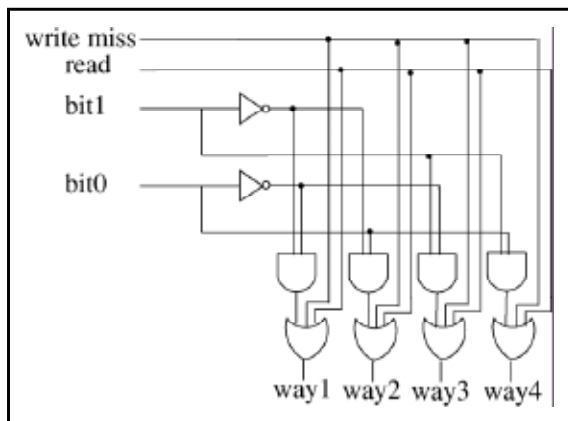 write miss
read
bit1
bit0
way1 way2 way3 way4